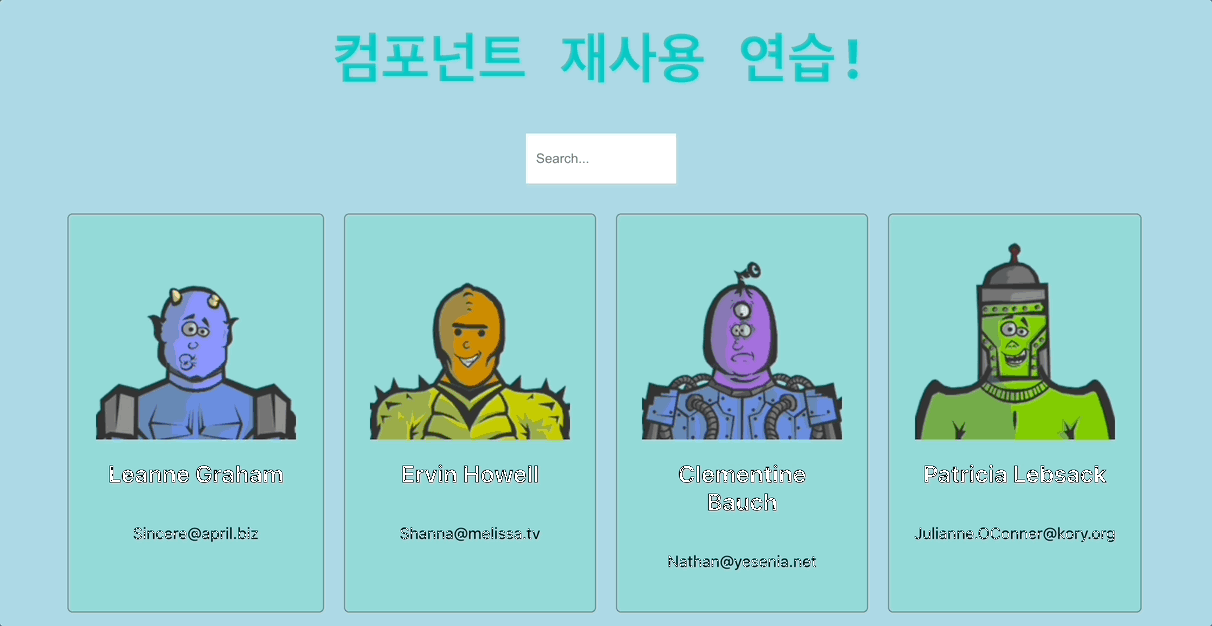 컴포넌트 재사용 연습!
Search...
Leanne Graham
Sincere@april.biz
Ervin Howell
Shanna@melissa.tv
Clementine
Bauch
Nathan@yesenia.net
Patricia Lebsack
Julianne.OConner@kory.org